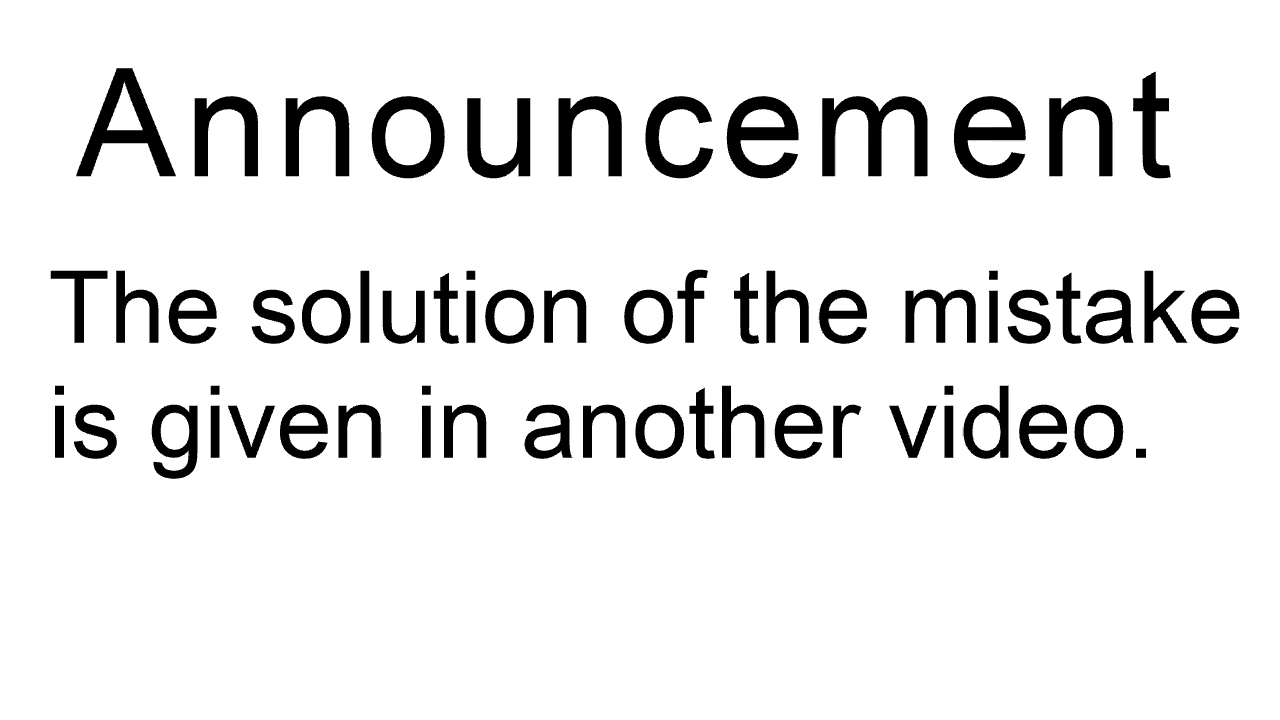 Announcement
The solution of the mistake
is given in another video.